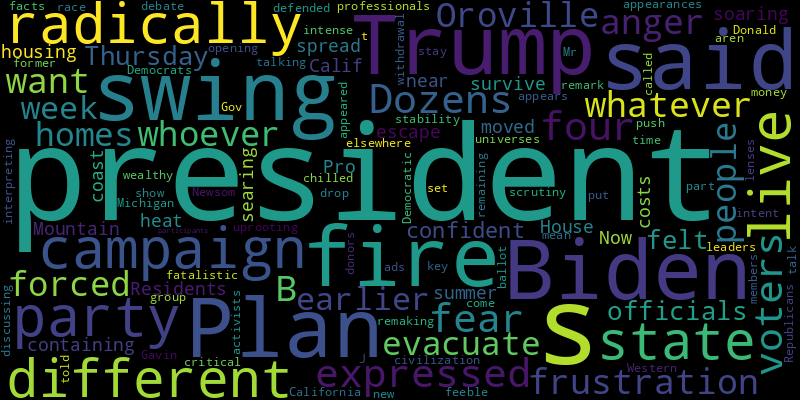 facts race debate defended professionals appearances
radically Trump Oroville anger soaring
intense
housing Thursday spread t withdrawal aren Donald
former opening stay said
Democrats talking Calif near Mr called
want swing Dozens survive remark money
appeared appears
week Gov stability whatever
homes whoever escape moved four push
elsewhere universes time
president
interpreting coast searing Pro Democratic remaining people part lenses live
wealthy chilled
show Newsom drop set scrutiny put
Michigan costs
Mountain heat uprooting confident House intent
participants mean Now felt leaders
campaign fire Biden voters
donors ads key ballot members talk
fatalistic
forced Residents B earlier summer come officials Republicans
group
party Plan fear s state
discussing activists remaking
containing evacuate
told Gavin critical J civilization
different expressed Western frustration
California new feeble